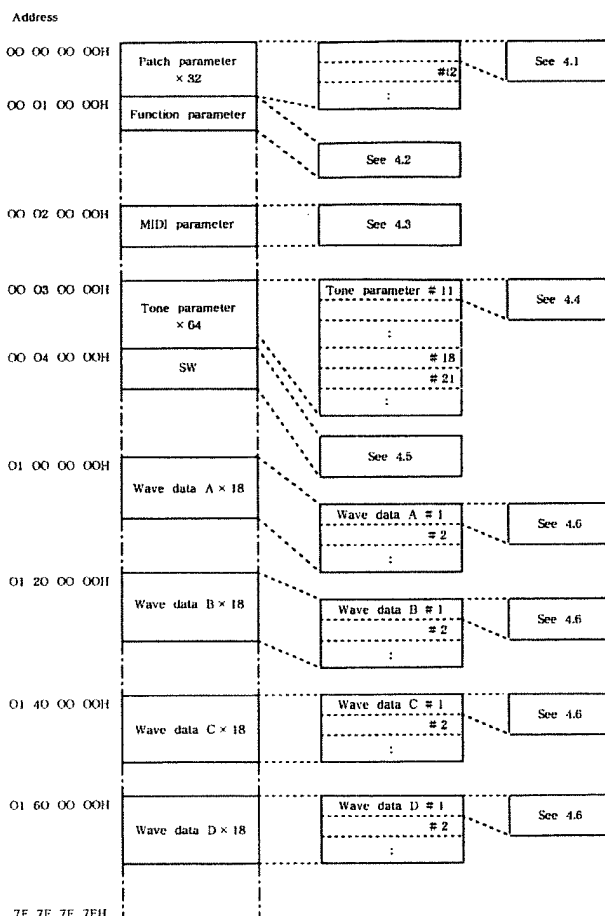 Address
00 00 00 00H
Patch parameter
× 32
#12
:
See 4.1
00 01 00 00H
Function parameter
See 4.2
00 02 00 00H
MIDI parameter
See 4.3
00 03 00 00H
Tone parameter
× 64
Tone parameter # 11
:
# 18
# 21
:
See 4.4
00 04 00 00H
SW
See 4.5
01 00 00 00H
Wave data A × 18
Wave data A # 1
# 2
:
See 4.6
01 20 00 00H
Wave data B × 18
Wave data B # 1
# 2
:
See 4.6
01 40 00 00H
Wave data C × 18
Wave data C # 1
# 2
:
See 4.6
01 60 00 00H
Wave data D × 18
Wave data D # 1
# 2
:
See 4.6